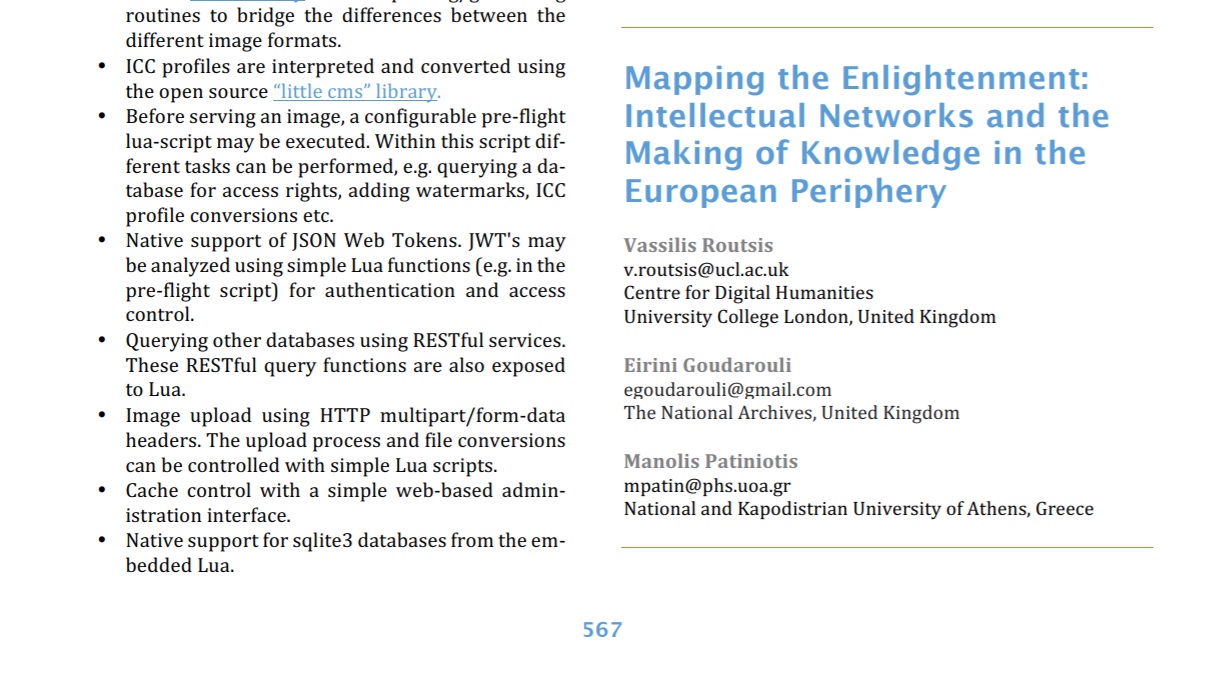 routines to bridge the differences between the
different image formats.
• ICC profiles are interpreted and converted using
the open source “little cms” library.
• Before serving an image, a configurable pre-flight
lua-script may be executed. Within this script dif-
ferent tasks can be performed, e.g. querying a da-
tabase for access rights, adding watermarks, ICC
profile conversions etc.
• Native support of JSON Web Tokens. JWT's may
be analyzed using simple Lua functions (e.g. in the
pre-flight script) for authentication and access
control.
• Querying other databases using RESTful services.
These RESTful query functions are also exposed
to Lua.
• Image upload using HTTP multipart/form-data
headers. The upload process and file conversions
can be controlled with simple Lua scripts.
• Cache control with a simple web-based admin-
istration interface.
• Native support for sqlite3 databases from the em-
bedded Lua.
Mapping the Enlightenment:
Intellectual Networks and the
Making of Knowledge in the
European Periphery
Vassilis Routsis
v.routsis@ucl.ac.uk
Centre for Digital Humanities
University College London, United Kingdom
Eirini Goudarouli
egoudarouli@gmail.com
The National Archives, United Kingdom
Manolis Patiniotis
mpatin@phs.uoa.gr
National and Kapodistrian University of Athens, Greece
567